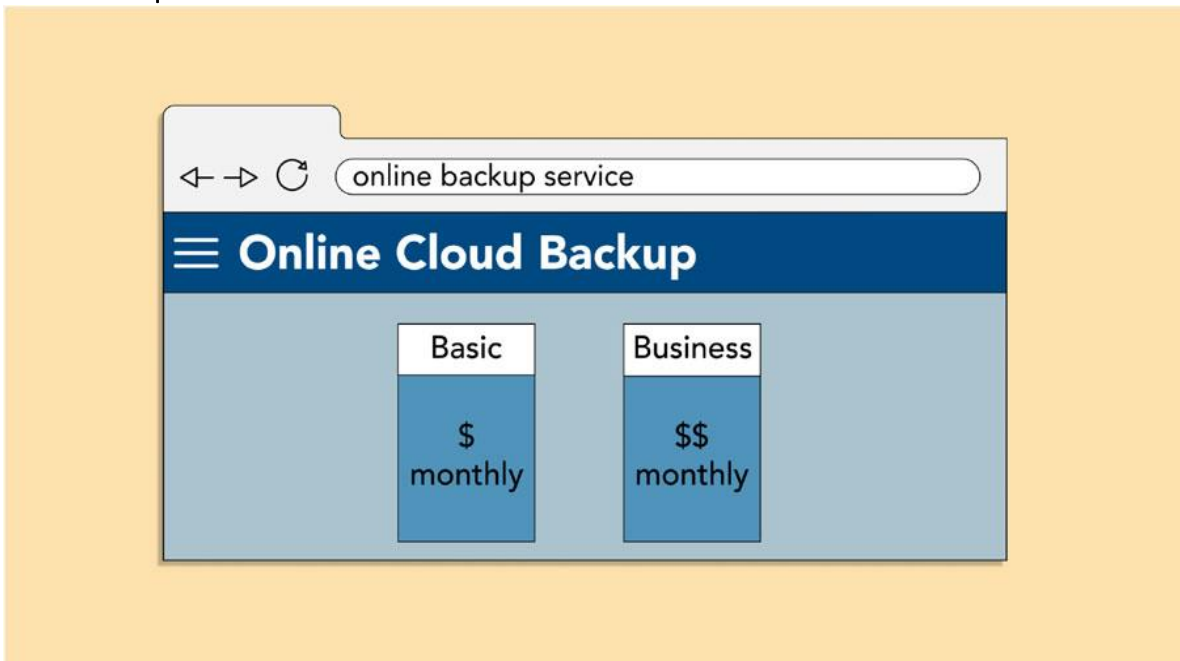 online backup service
Online Cloud Backup
Basic
$
monthly
Business
$$
monthly